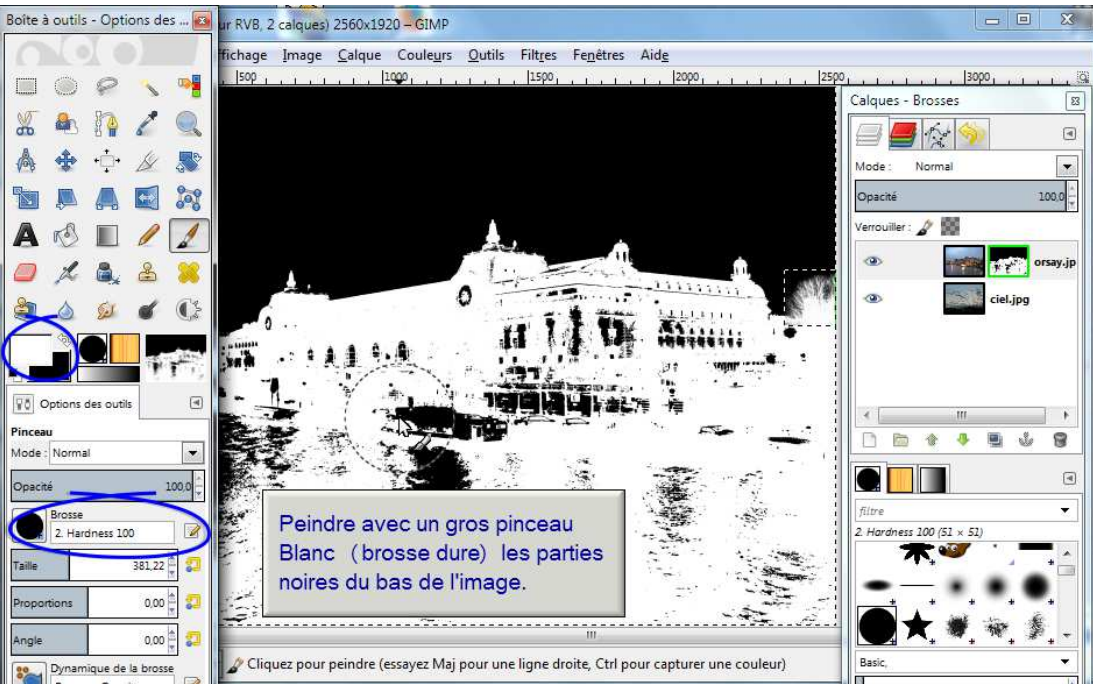 Boîte à outils - Options des ...
ur RVB, 2 calques) 2560x1920 – GIMP
fichage Image Calque Couleurs Outils Filtres Fenêtres Aide
500 1000 1500 2000 2500 3000
Calques - Brosses
Mode : Normal
Opacité 100,0
Verrouiller :
orsay.jp
ciel.jpg
Options des outils
Pinceau
Mode : Normal
Opacité 100,0
Brosse
2. Hardness 100
Taille 381,22
Proportions 0,00
Angle 0,00
Dynamique de la brosse
Peindre avec un gros pinceau
Blanc (brosse dure) les parties
noires du bas de l'image.
filtre
2. Hardness 100 (51 × 51)
Basic,
Cliquez pour peindre (essayez Maj pour une ligne droite, Ctrl pour capturer une couleur)